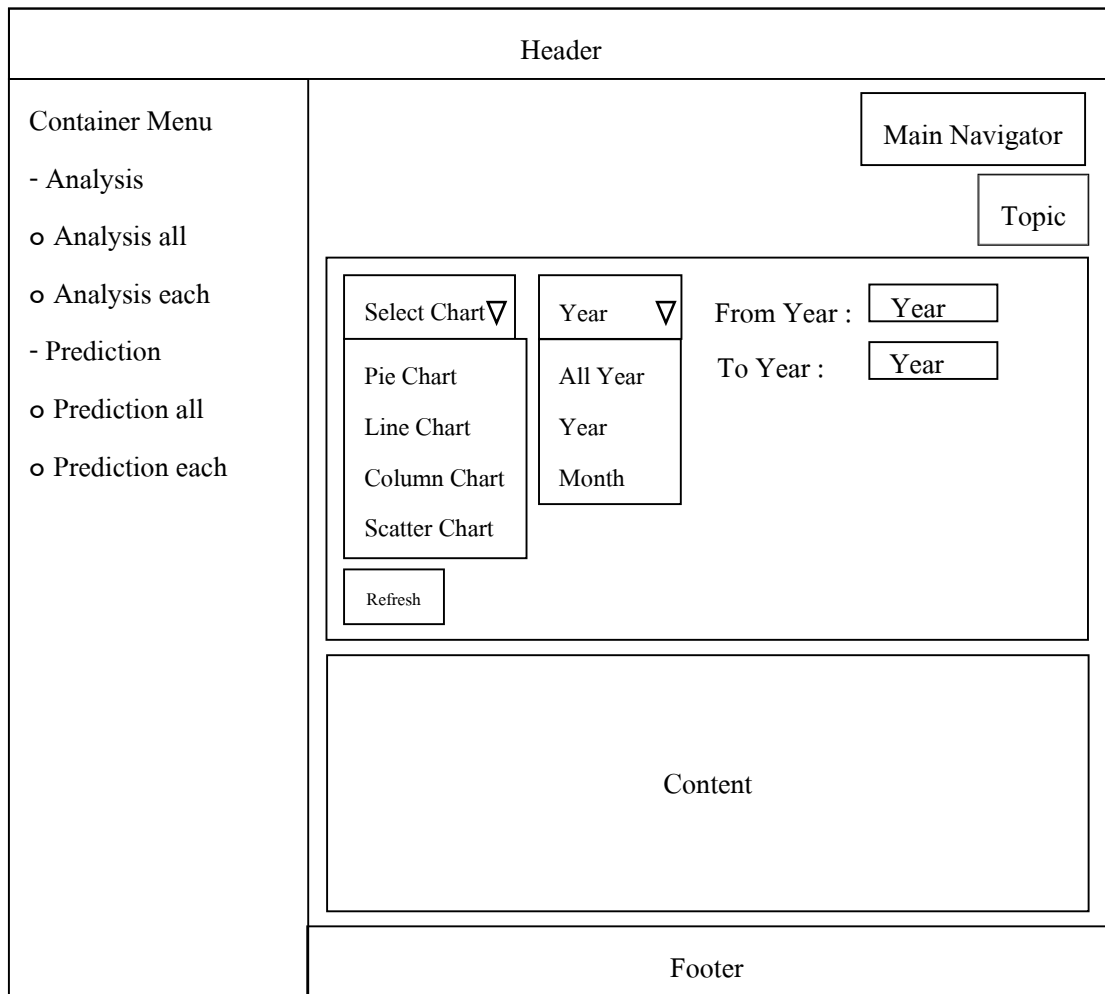 Header
Container Menu
- Analysis
o Analysis all
o Analysis each
- Prediction
o Prediction all
o Prediction each
Main Navigator
Topic
Select Chart
Pie Chart
Line Chart
Column Chart
Scatter Chart
Year
All Year
Year
Month
From Year : Year
To Year : Year
Refresh
Content
Footer